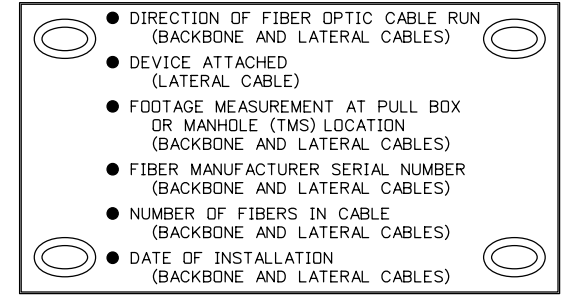 ● DIRECTION OF FIBER OPTIC CABLE RUN
(BACKBONE AND LATERAL CABLES)
● DEVICE ATTACHED
(LATERAL CABLE)
● FOOTAGE MEASUREMENT AT PULL BOX
OR MANHOLE (TMS) LOCATION
(BACKBONE AND LATERAL CABLES)
● FIBER MANUFACTURER SERIAL NUMBER
(BACKBONE AND LATERAL CABLES)
● NUMBER OF FIBERS IN CABLE
(BACKBONE AND LATERAL CABLES)
● DATE OF INSTALLATION
(BACKBONE AND LATERAL CABLES)